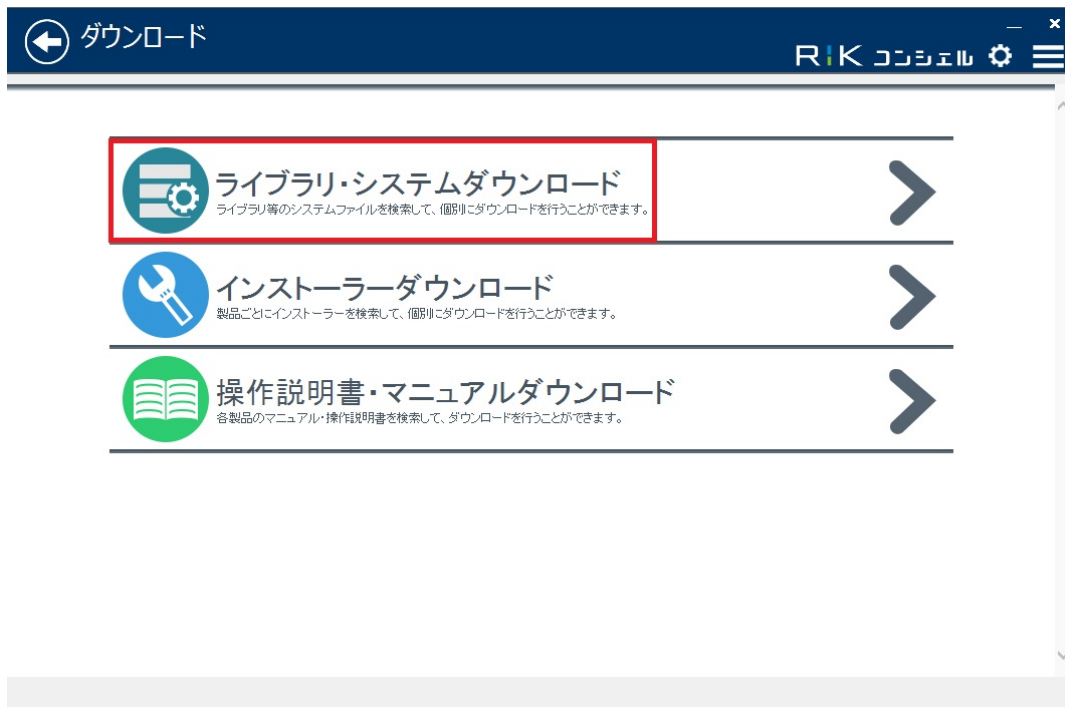 ダウンロード
RiK コンシェル
ライブラリ・システムダウンロード
ライブラリ等のシステムファイルを検索して、個別にダウンロードを行うことができます。
インストーラーダウンロード
製品ごとにインストーラーを検索して、個別にダウンロードを行うことができます。
操作説明書・マニュアルダウンロード
各製品のマニュアル・操作説明書を検索して、ダウンロードを行うことができます。